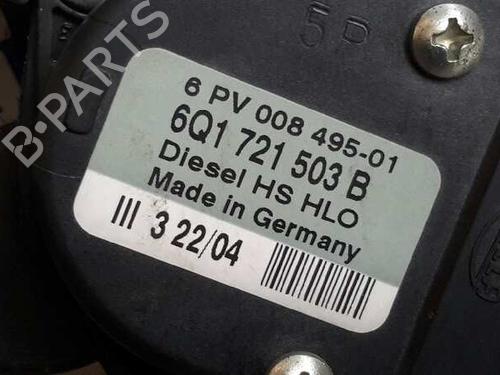 5P
6 PV 008 495-01
6Q1 721 503 B
Diesel HS HLO
Made in Germany
III 3 22/04
B-PARTS